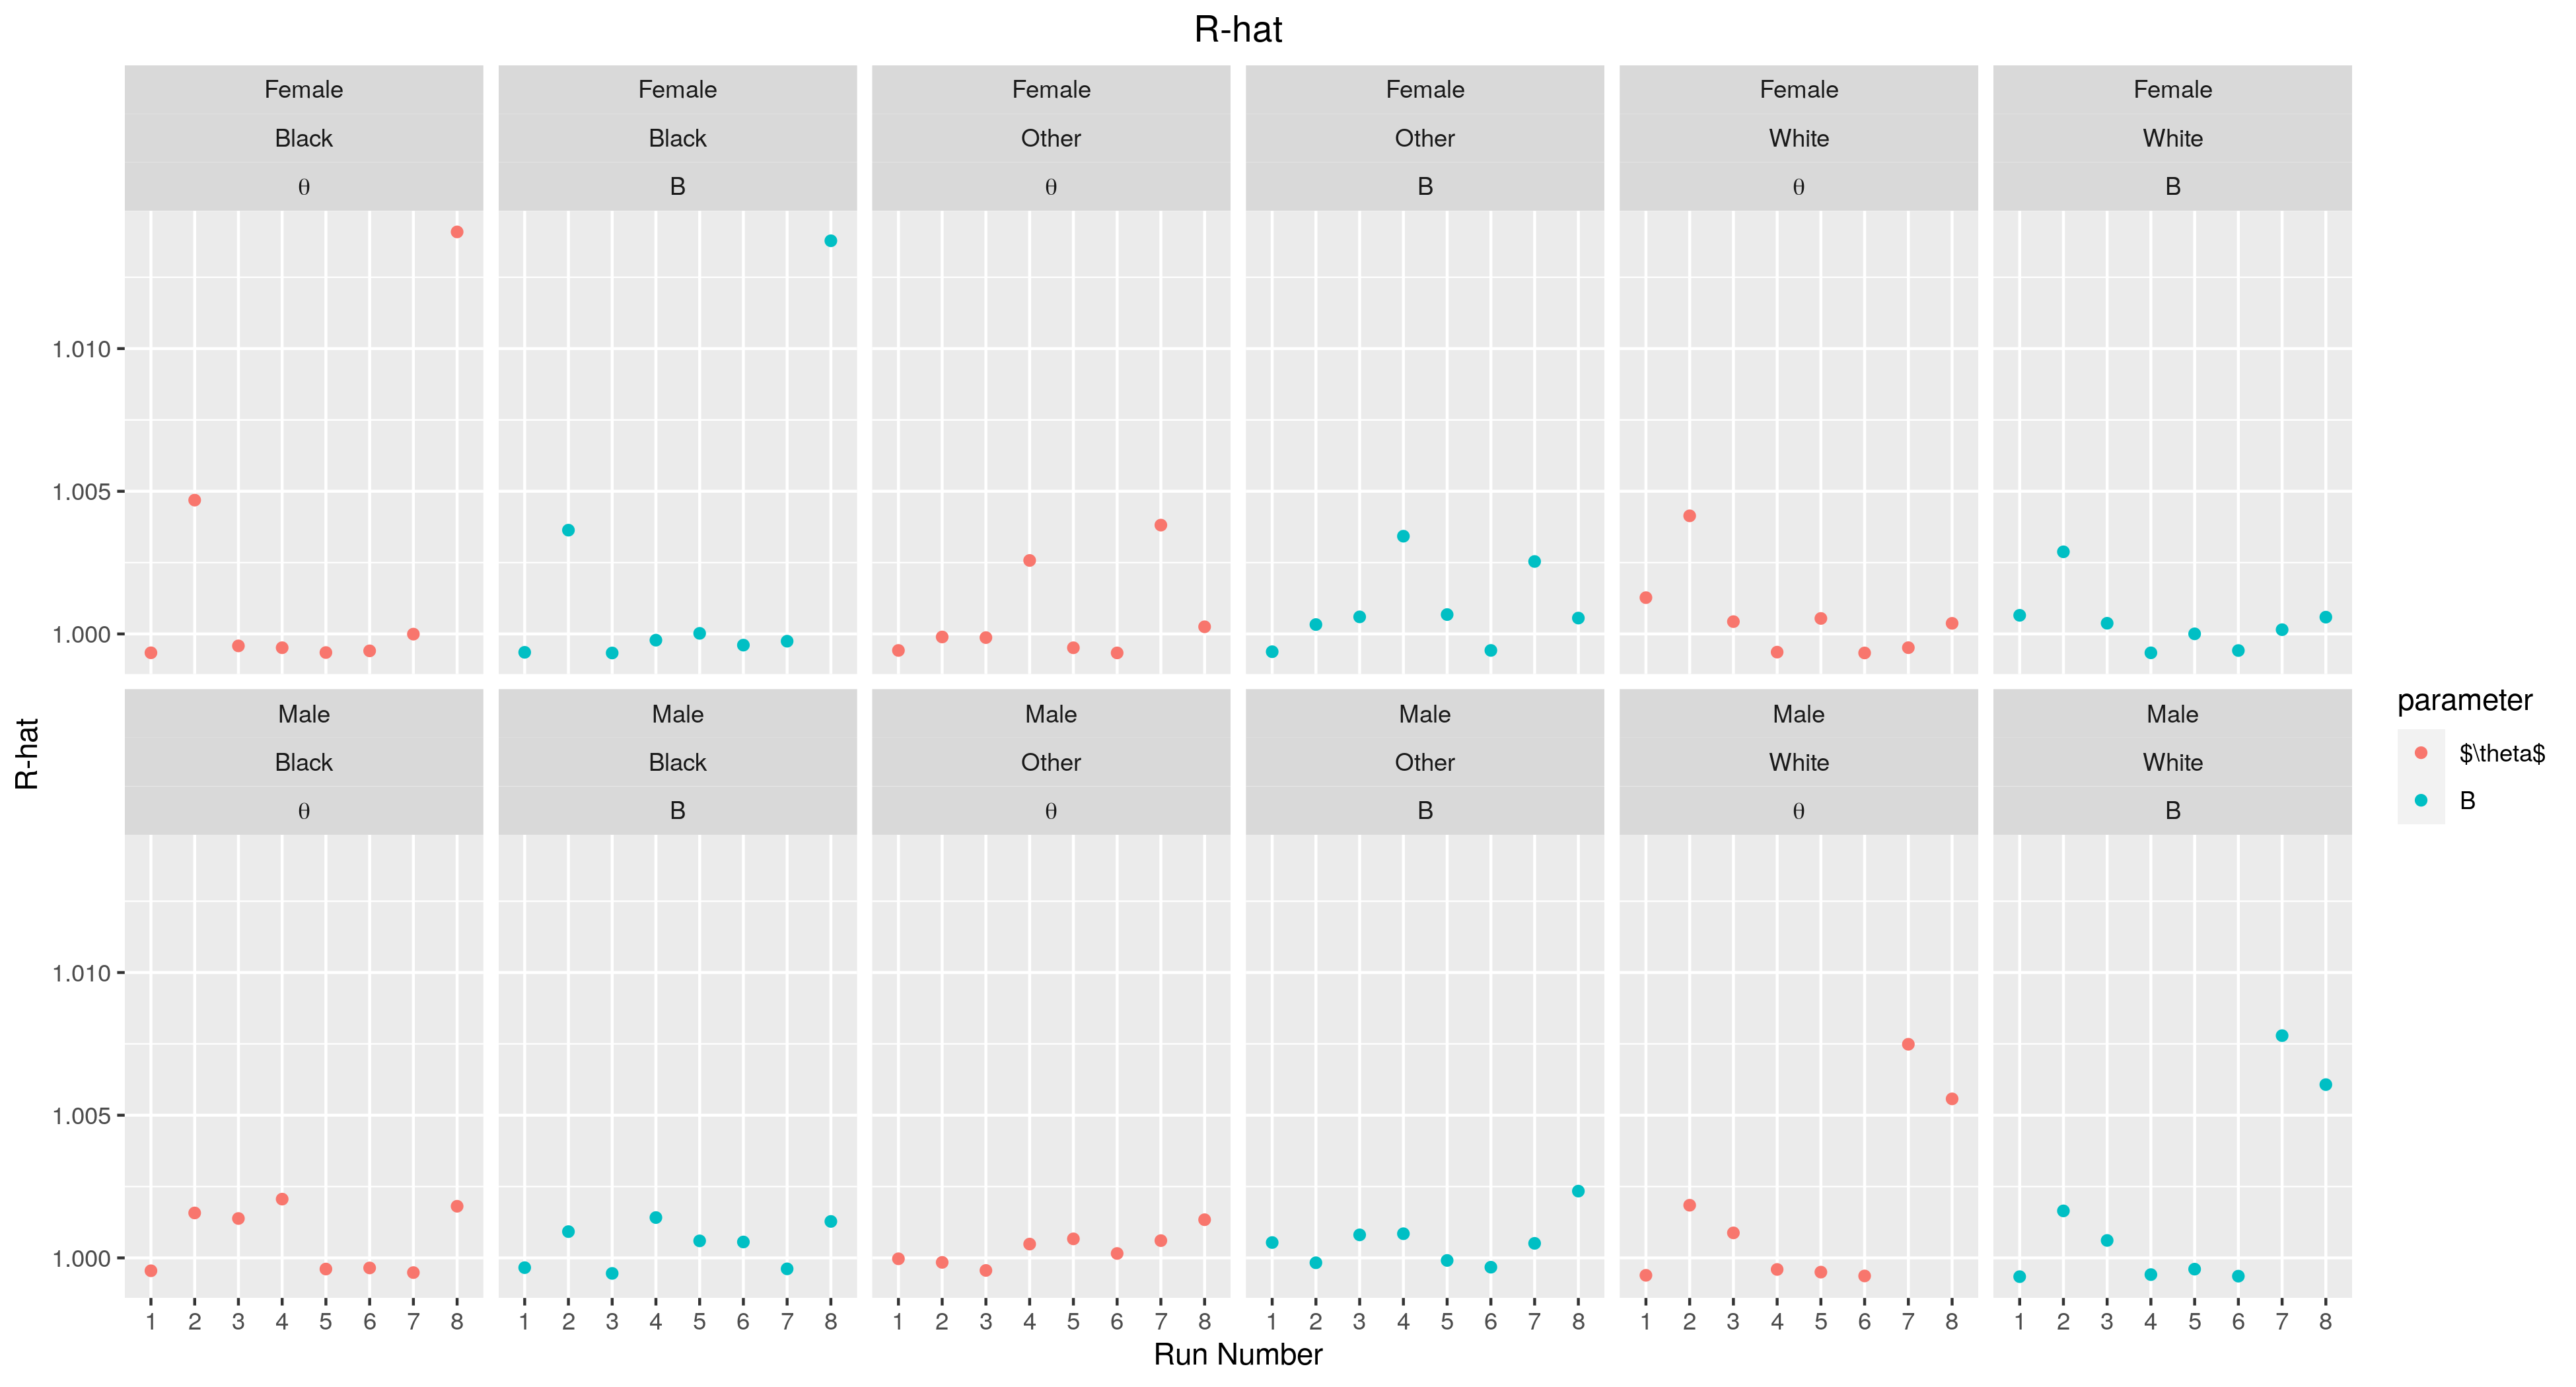 R-hat
Female Female Female Female Female Female
Black Black Other Other White White
θ B θ B θ B
1.010
1.005
1.000
Male Male Male Male Male Male
Black Black Other Other White White
θ B θ B θ B
1.010
1.005
1.000
1 2 3 4 5 6 7 8 1 2 3 4 5 6 7 8 1 2 3 4 5 6 7 8 1 2 3 4 5 6 7 8 1 2 3 4 5 6 7 8 1 2 3 4 5 6 7 8
Run Number
R-hat
parameter
$\theta$
B